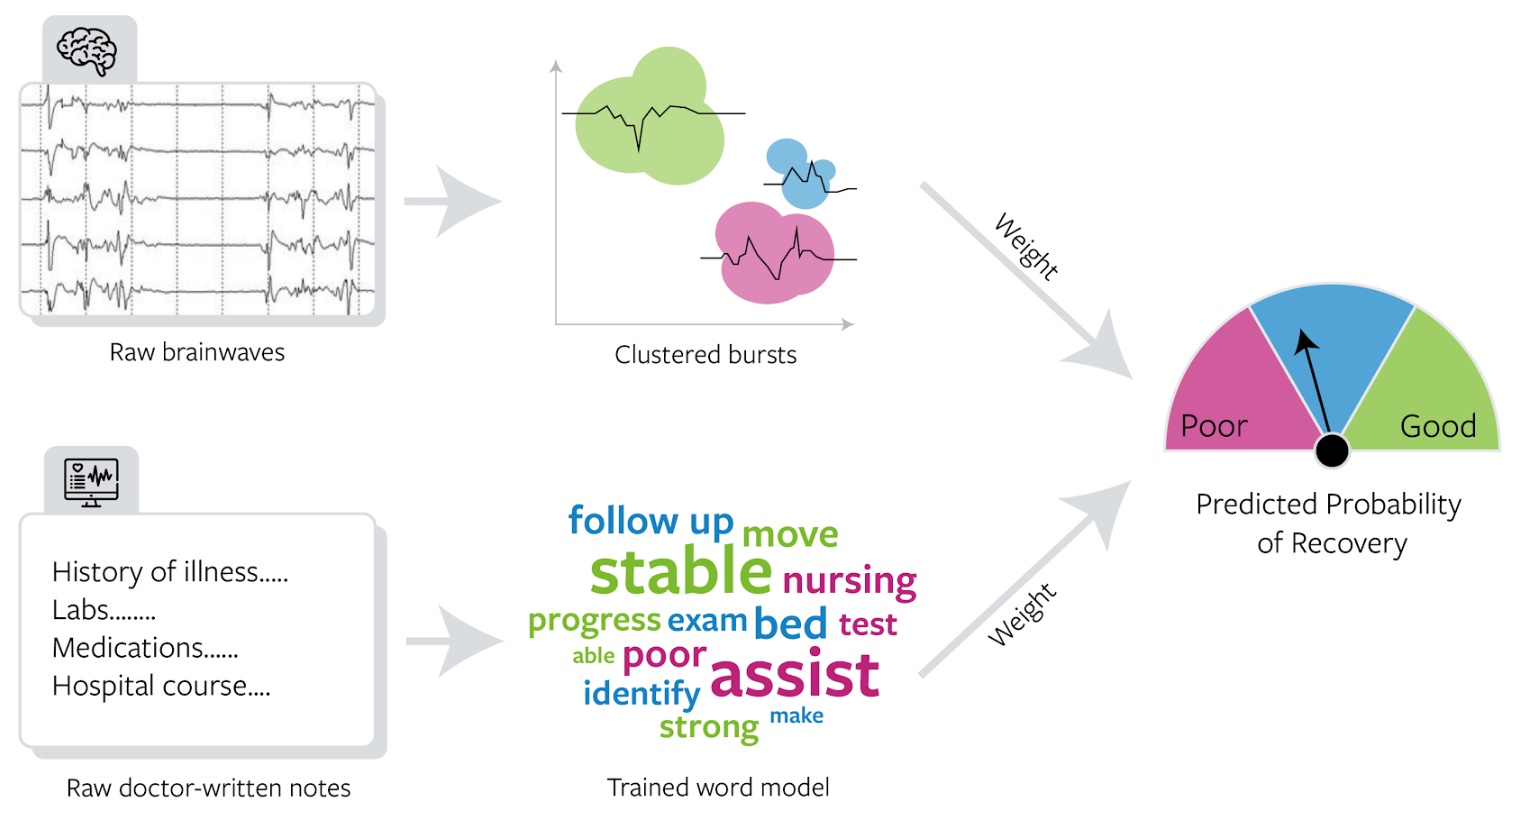 Raw brainwaves
Clustered bursts
Weight
Poor
Good
Predicted Probability
of Recovery
History of illness.....
Labs........
Medications......
Hospital course....
Raw doctor-written notes
follow up
move
stable
nursing
progress
exam
bed
test
able
poor
assist
identify
make
strong
Trained word model
Weight